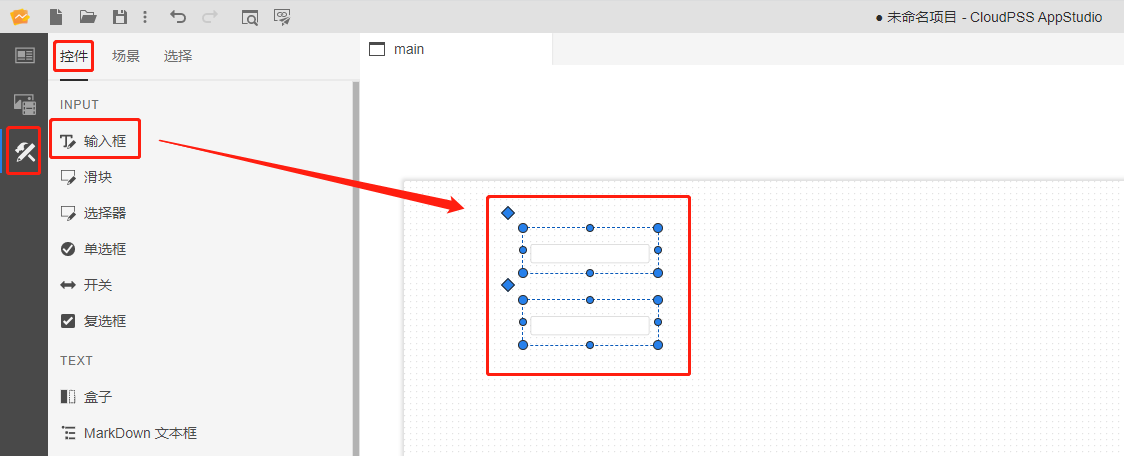 ● 未命名项目 - CloudPSS AppStudio
控件 场景 选择
main
INPUT
输入框
滑块
选择器
单选框
开关
复选框
TEXT
盒子
MarkDown 文本框